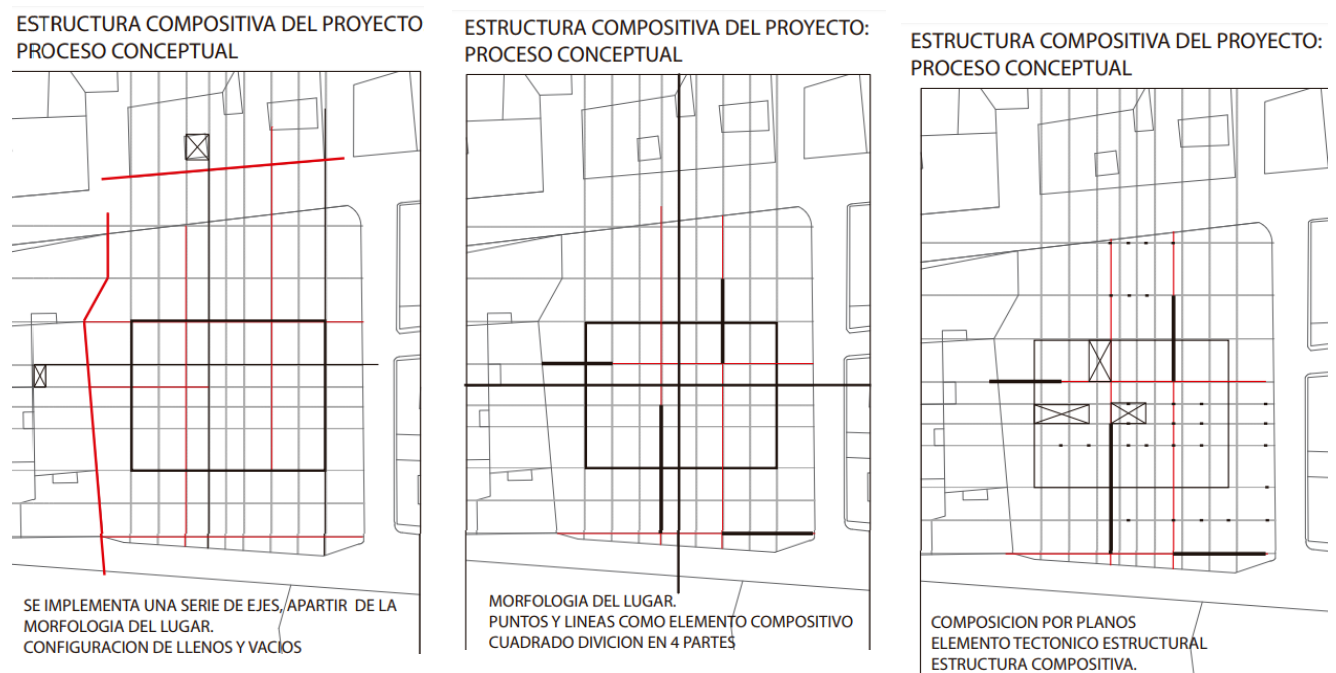 ESTRUCTURA COMPOSITIVA DEL PROYECTO
PROCESO CONCEPTUAL
SE IMPLEMENTA UNA SERIE DE EJES, APARTIR DE LA
MORFOLOGIA DEL LUGAR.
CONFIGURACION DE LLENOS Y VACIOS
ESTRUCTURA COMPOSITIVA DEL PROYECTO:
PROCESO CONCEPTUAL
MORFOLOGIA DEL LUGAR.
PUNTOS Y LINEAS COMO ELEMENTO COMPOSITIVO
CUADRADO DIVICION EN 4 PARTES
ESTRUCTURA COMPOSITIVA DEL PROYECTO:
PROCESO CONCEPTUAL
COMPOSICION POR PLANOS
ELEMENTO TECTONICO ESTRUCTURAL
ESTRUCTURA COMPOSITIVA.